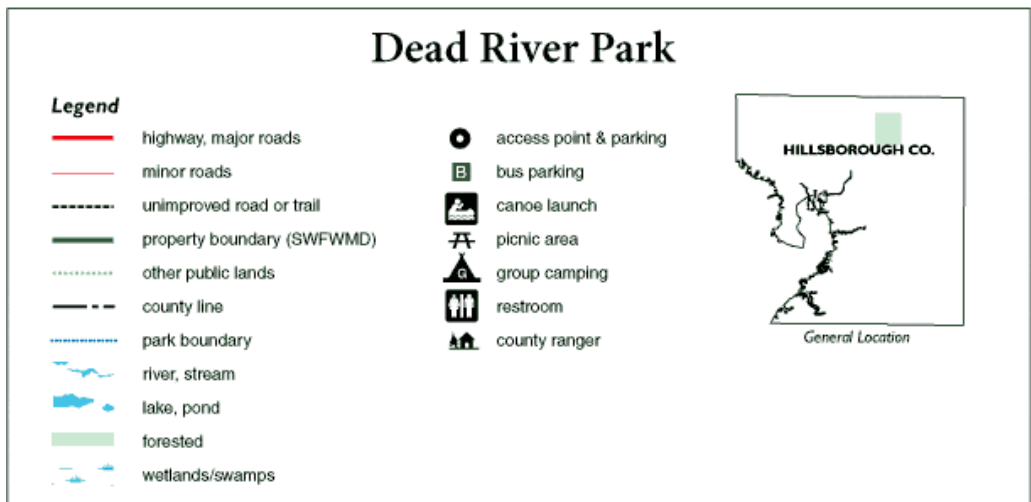 Dead River Park
Legend
highway, major roads
minor roads
unimproved road or trail
property boundary (SWFWMD)
other public lands
county line
park boundary
river, stream
lake, pond
forested
wetlands/swamps
access point & parking
B bus parking
canoe launch
picnic area
G group camping
restroom
county ranger
HILLSBOROUGH CO.
General Location